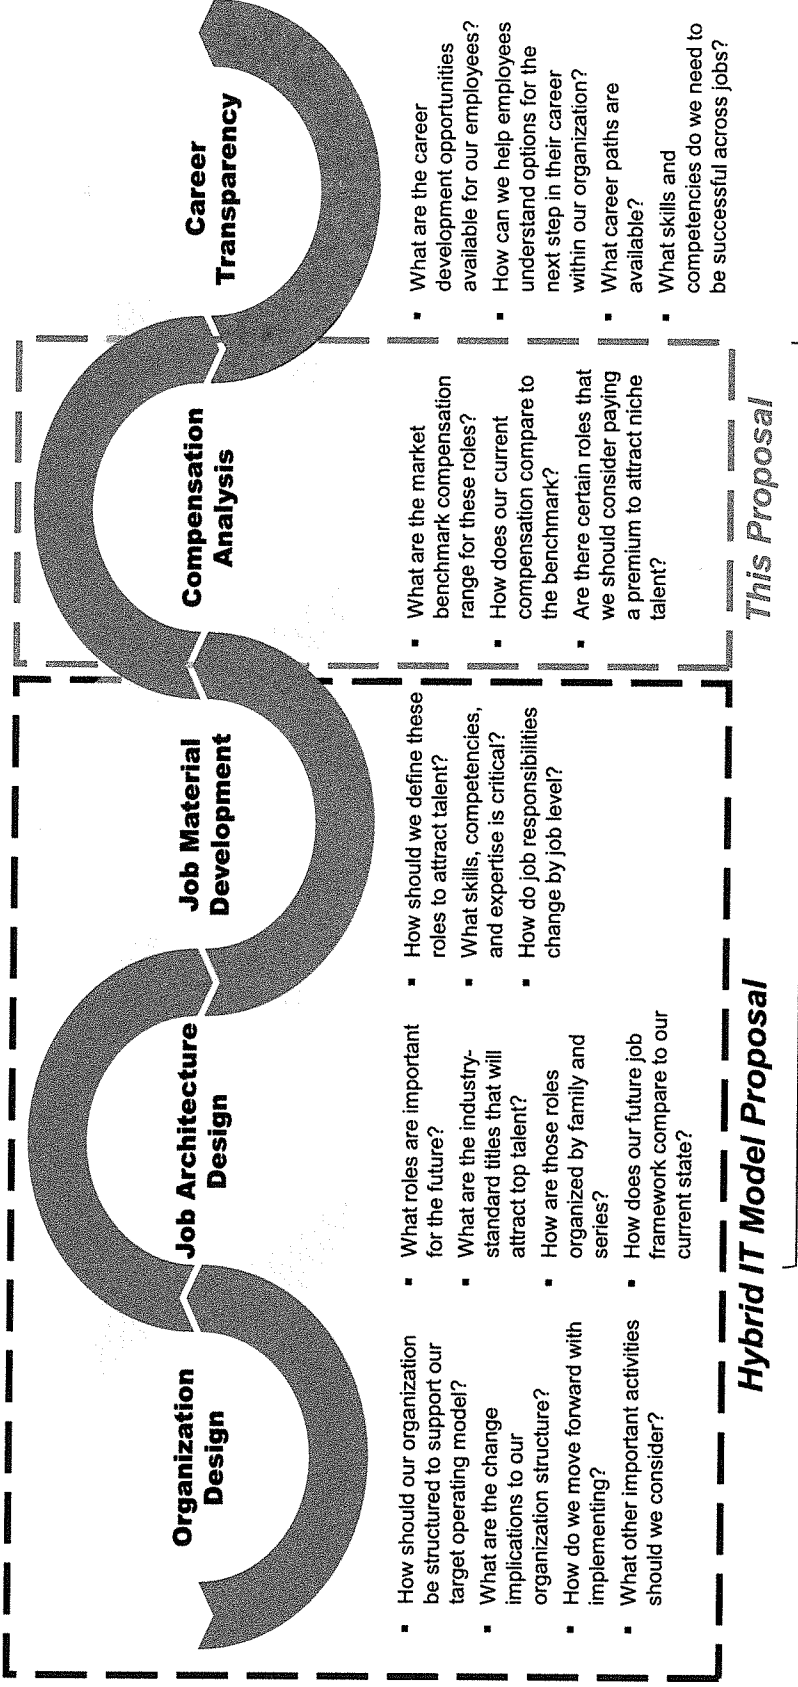 Organization
Design
▪ How should our organization
be structured to support our
target operating model?
▪ What are the change
implications to our
organization structure?
▪ How do we move forward with
implementing?
▪ What other important activities
should we consider?
Job Architecture
Design
▪ What roles are important
for the future?
▪ What are the industry-
standard titles that will
attract top talent?
▪ How are those roles
organized by family and
series?
▪ How does our future job
framework compare to our
current state?
Job Material
Development
▪ How should we define these
roles to attract talent?
▪ What skills, competencies,
and expertise is critical?
▪ How do job responsibilities
change by job level?
Compensation
Analysis
▪ What are the market
benchmark compensation
range for these roles?
▪ How does our current
compensation compare to
the benchmark?
▪ Are there certain roles that
we should consider paying
a premium to attract niche
talent?
Career
Transparency
▪ What are the career
development opportunities
available for our employees?
▪ How can we help employees
understand options for the
next step in their career
within our organization?
▪ What career paths are
available?
▪ What skills and
competencies do we need to
be successful across jobs?
Hybrid IT Model Proposal
This Proposal